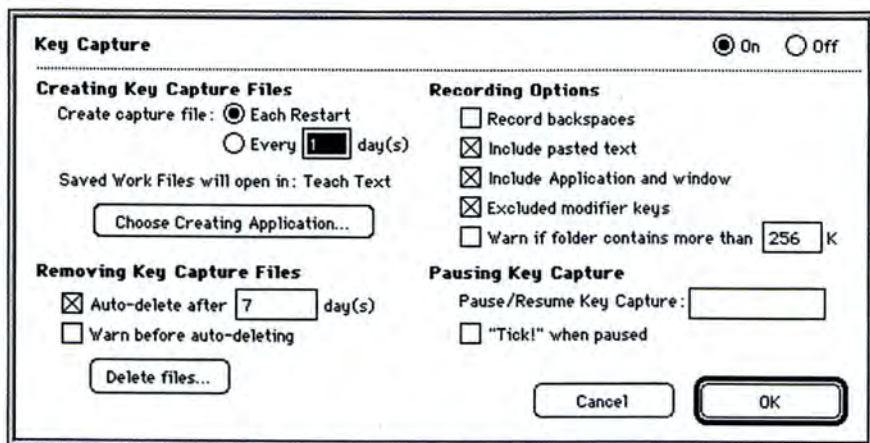 Key Capture
On Off
Creating Key Capture Files
Create capture file: Each Restart
Every 1 day(s)
Saved Work Files will open in: Teach Text
Choose Creating Application...
Removing Key Capture Files
Auto-delete after 7 day(s)
Warn before auto-deleting
Delete files...
Recording Options
Record backspaces
Include pasted text
Include Application and window
Excluded modifier keys
Warn if folder contains more than 256 K
Pausing Key Capture
Pause/Resume Key Capture:
"Tick!" when paused
Cancel
OK